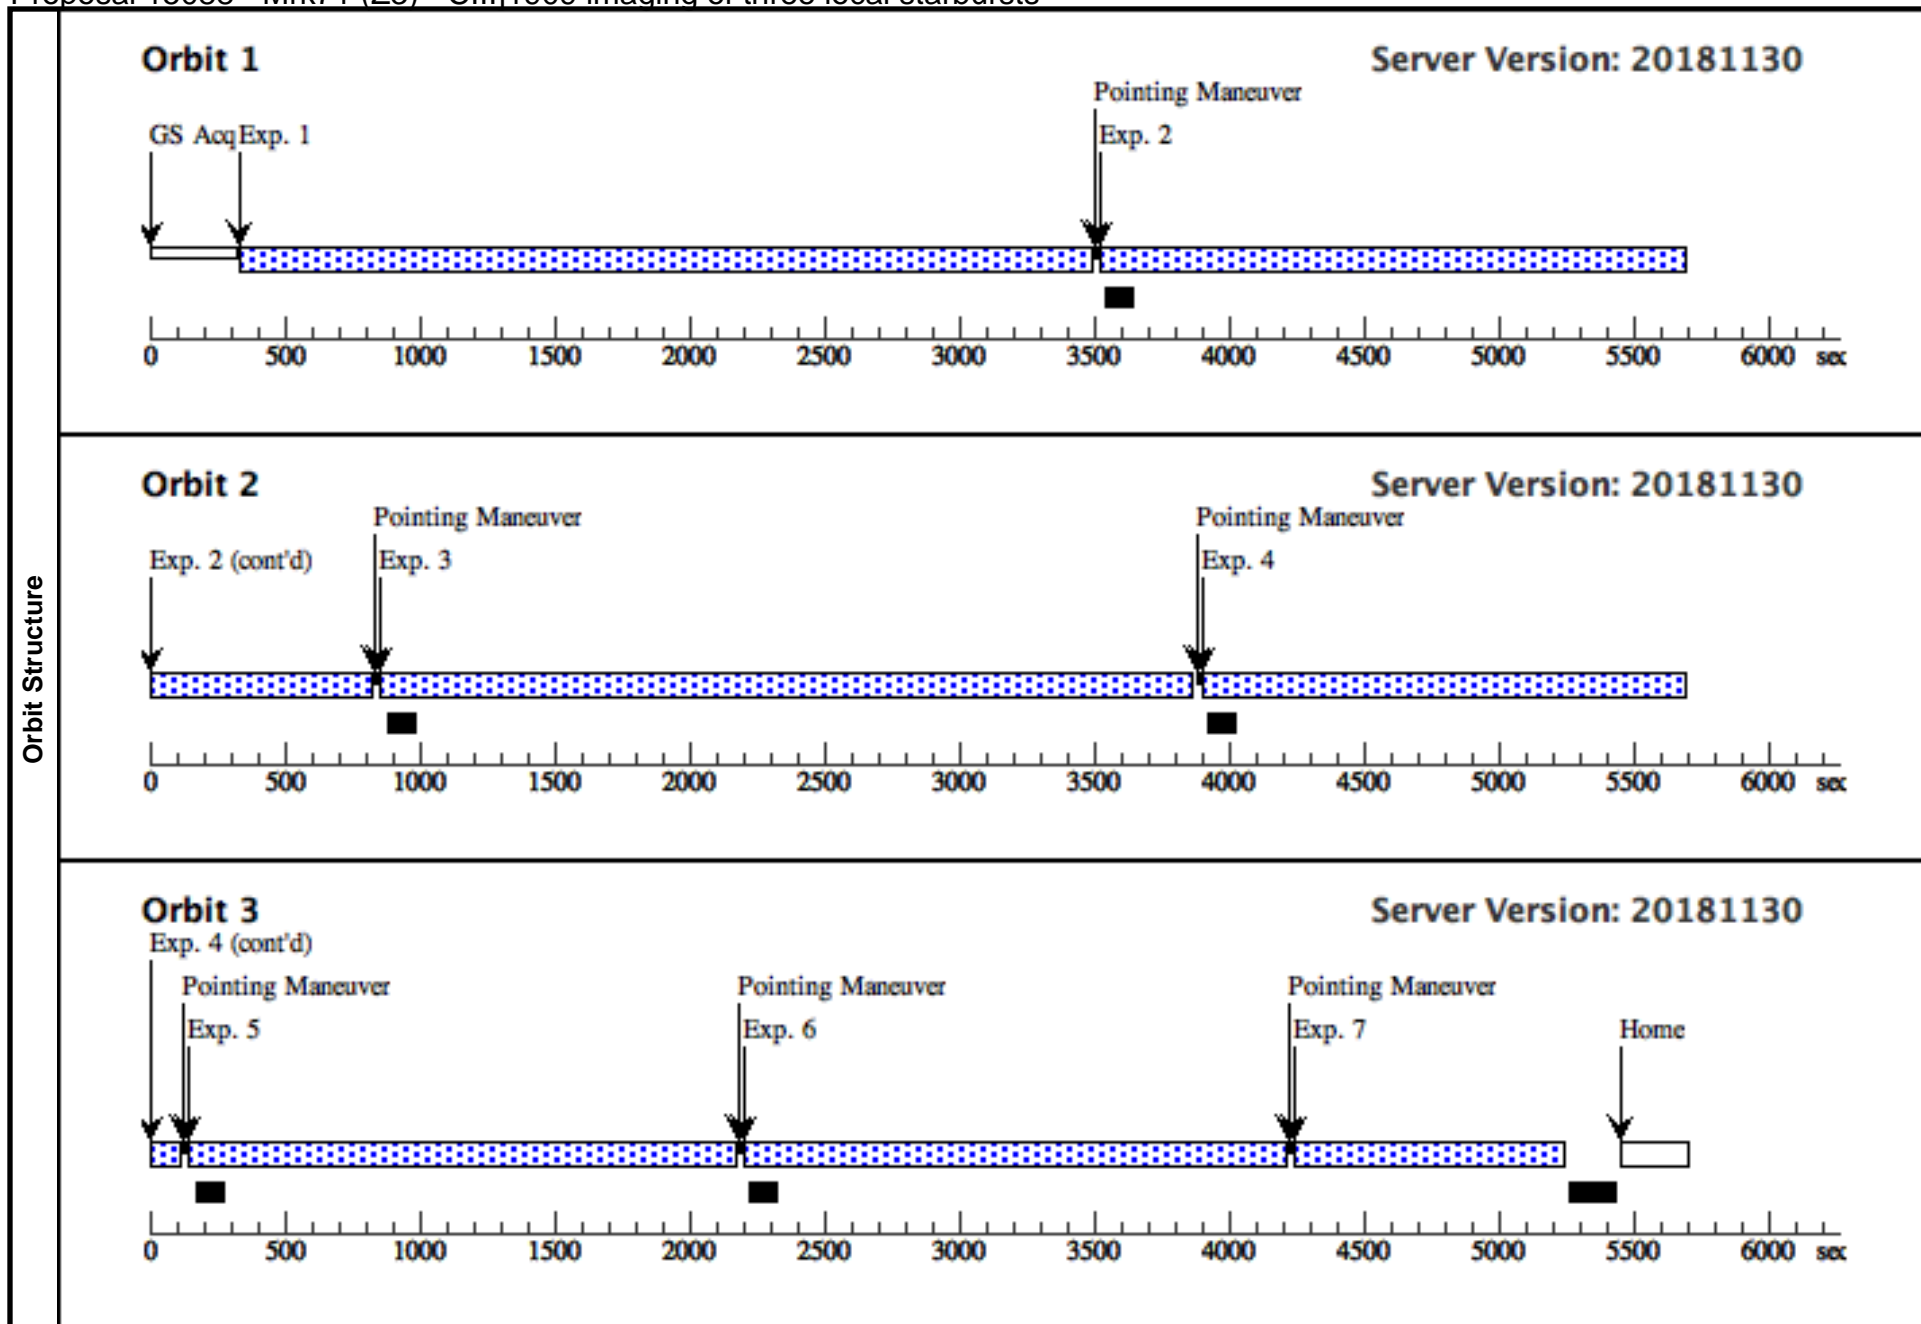 Orbit Structure
Orbit 1
Server Version: 20181130
Pointing Maneuver
GS Acq Exp. 1
Exp. 2
0 500 1000 1500 2000 2500 3000 3500 4000 4500 5000 5500 6000 sec
Orbit 2
Server Version: 20181130
Pointing Maneuver Pointing Maneuver
Exp. 2 (cont'd) Exp. 3 Exp. 4
0 500 1000 1500 2000 2500 3000 3500 4000 4500 5000 5500 6000 sec
Orbit 3
Server Version: 20181130
Exp. 4 (cont'd)
Pointing Maneuver Pointing Maneuver Pointing Maneuver
Exp. 5 Exp. 6 Exp. 7 Home
0 500 1000 1500 2000 2500 3000 3500 4000 4500 5000 5500 6000 sec